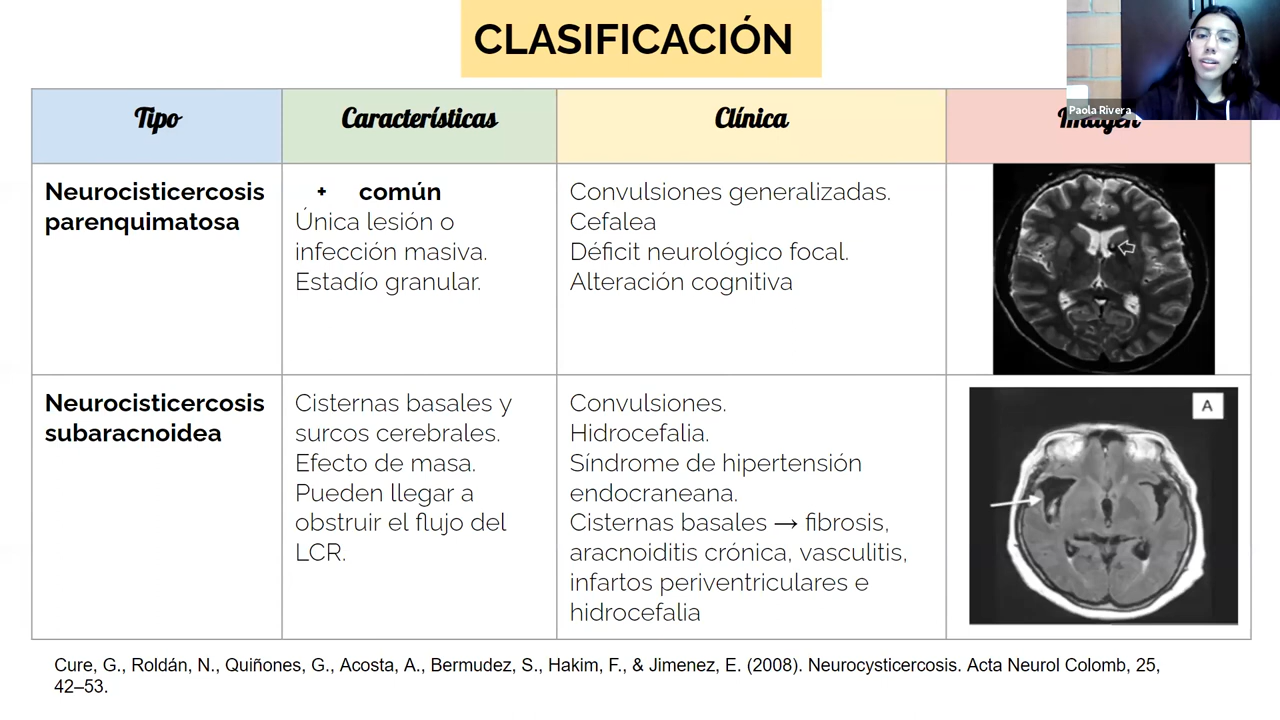 CLASIFICACIÓN
Paola Rivera
Tipo
Características
Clínica
Imagen
Neurocisticercosis
parenquimatosa
+ común
Única lesión o
infección masiva.
Estadío granular.
Convulsiones generalizadas.
Cefalea
Déficit neurológico focal.
Alteración cognitiva
Neurocisticercosis
subaracnoidea
Cisternas basales y
surcos cerebrales.
Efecto de masa.
Pueden llegar a
obstruir el flujo del
LCR.
Convulsiones.
Hidrocefalia.
Síndrome de hipertensión
endocraneana.
Cisternas basales → fibrosis,
aracnoiditis crónica, vasculitis,
infartos periventriculares e
hidrocefalia
A
Cure, G., Roldán, N., Quiñones, G., Acosta, A., Bermudez, S., Hakim, F., & Jimenez, E. (2008). Neurocysticercosis. Acta Neurol Colomb, 25,
42–53.